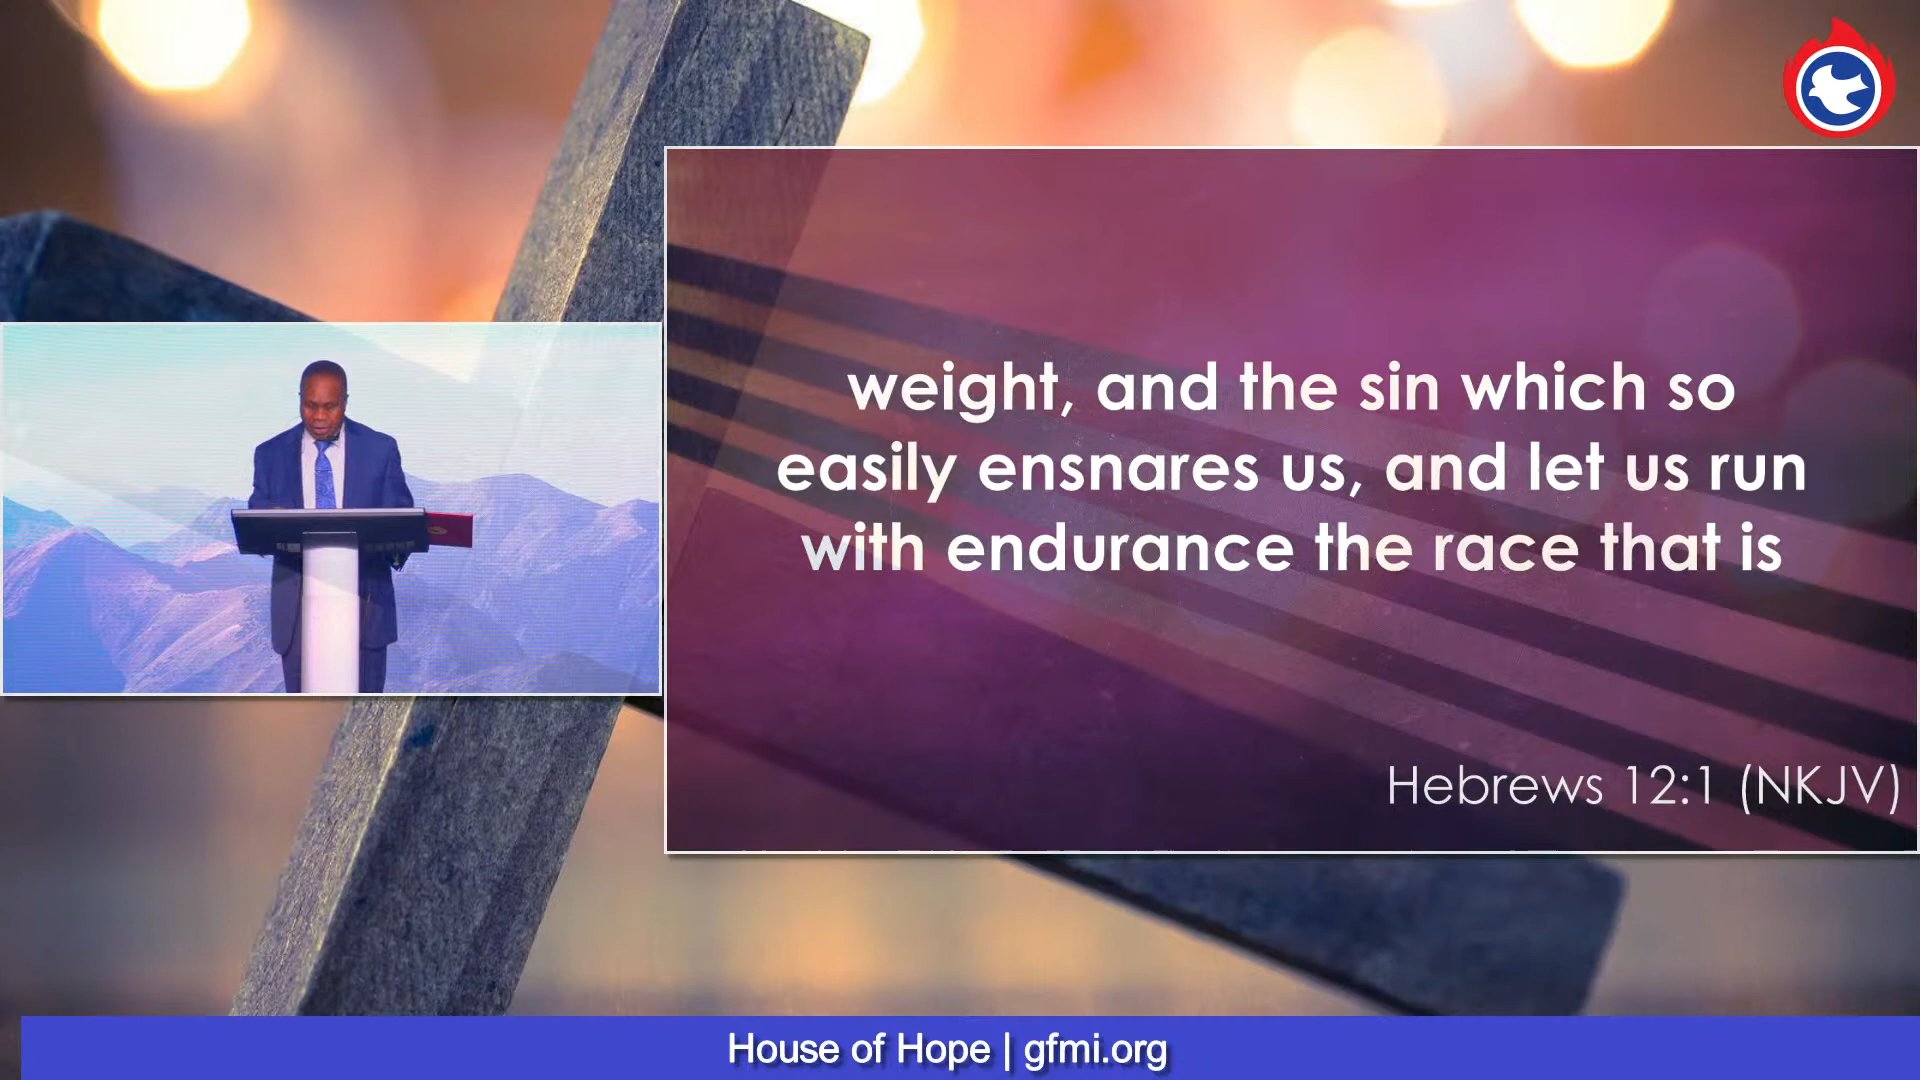 weight, and the sin which so
easily ensnares us, and let us run
with endurance the race that is
Hebrews 12:1 (NKJV)
House of Hope | gfmi.org